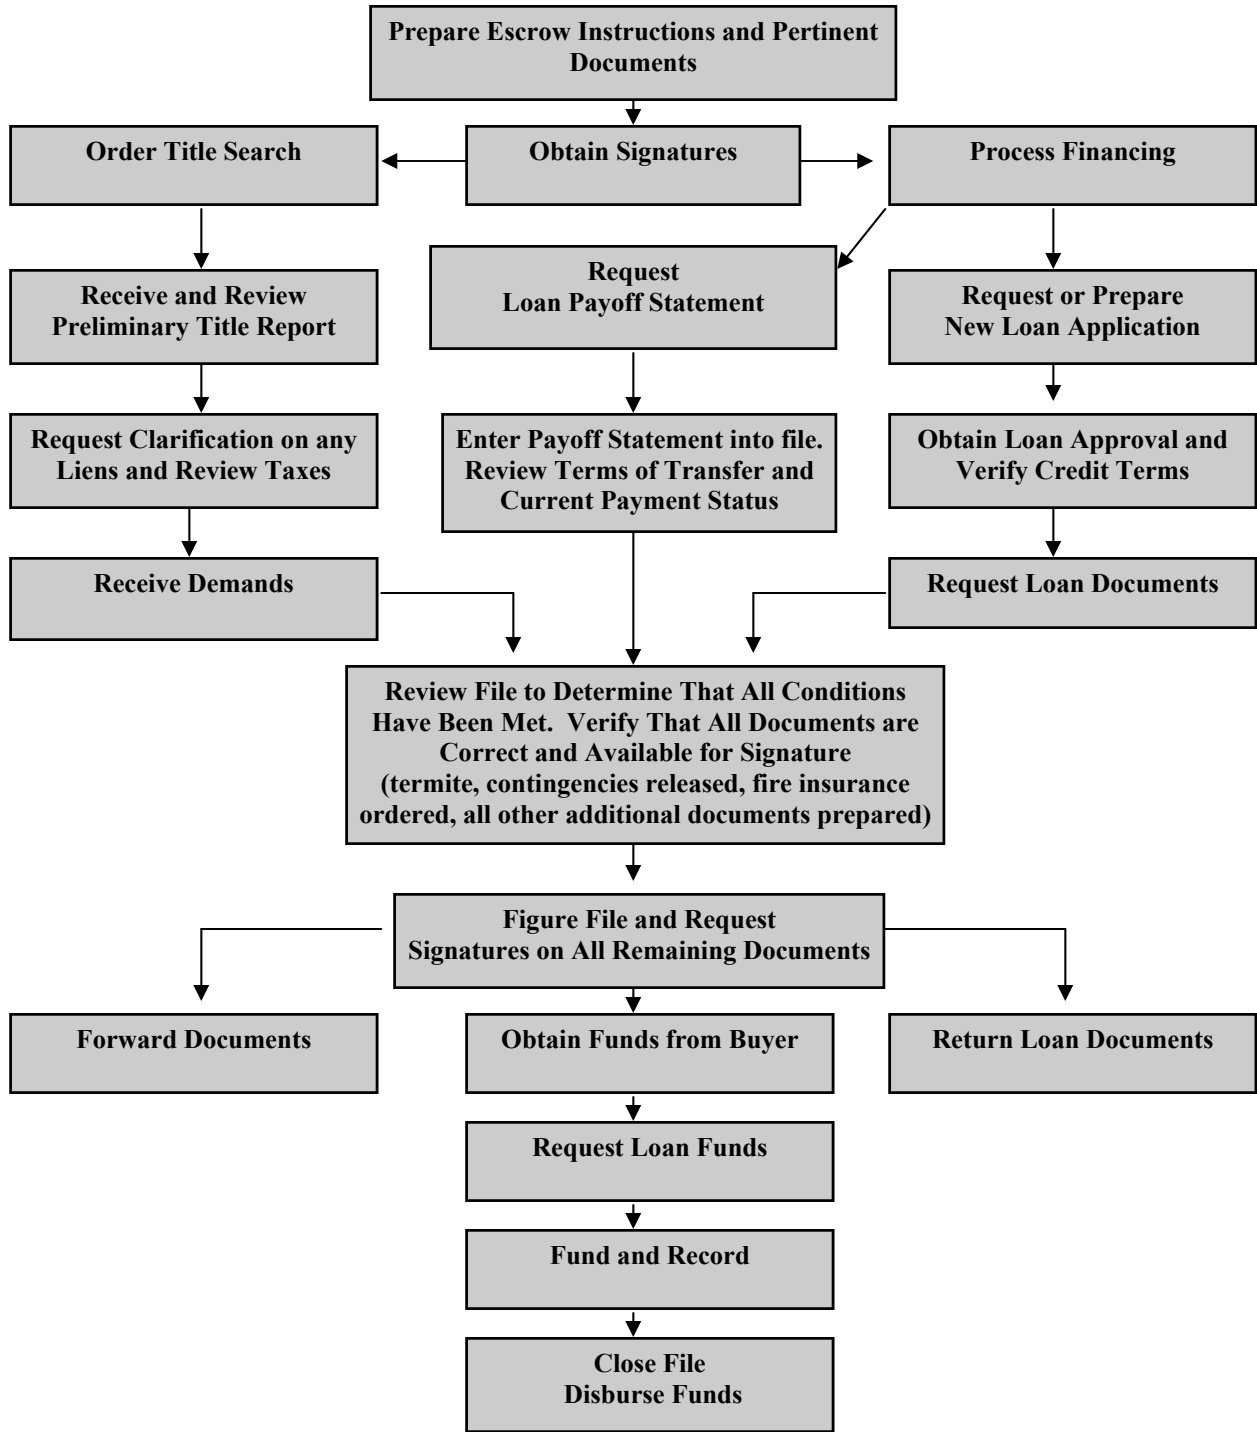 Prepare Escrow Instructions and Pertinent
Documents
Order Title Search
Obtain Signatures
Process Financing
Receive and Review
Preliminary Title Report
Request
Loan Payoff Statement
Request or Prepare
New Loan Application
Request Clarification on any
Liens and Review Taxes
Enter Payoff Statement into file.
Review Terms of Transfer and
Current Payment Status
Obtain Loan Approval and
Verify Credit Terms
Receive Demands
Request Loan Documents
Review File to Determine That All Conditions
Have Been Met.  Verify That All Documents are
Correct and Available for Signature
(termite, contingencies released, fire insurance
ordered, all other additional documents prepared)
Figure File and Request
Signatures on All Remaining Documents
Forward Documents
Obtain Funds from Buyer
Return Loan Documents
Request Loan Funds
Fund and Record
Close File
Disburse Funds